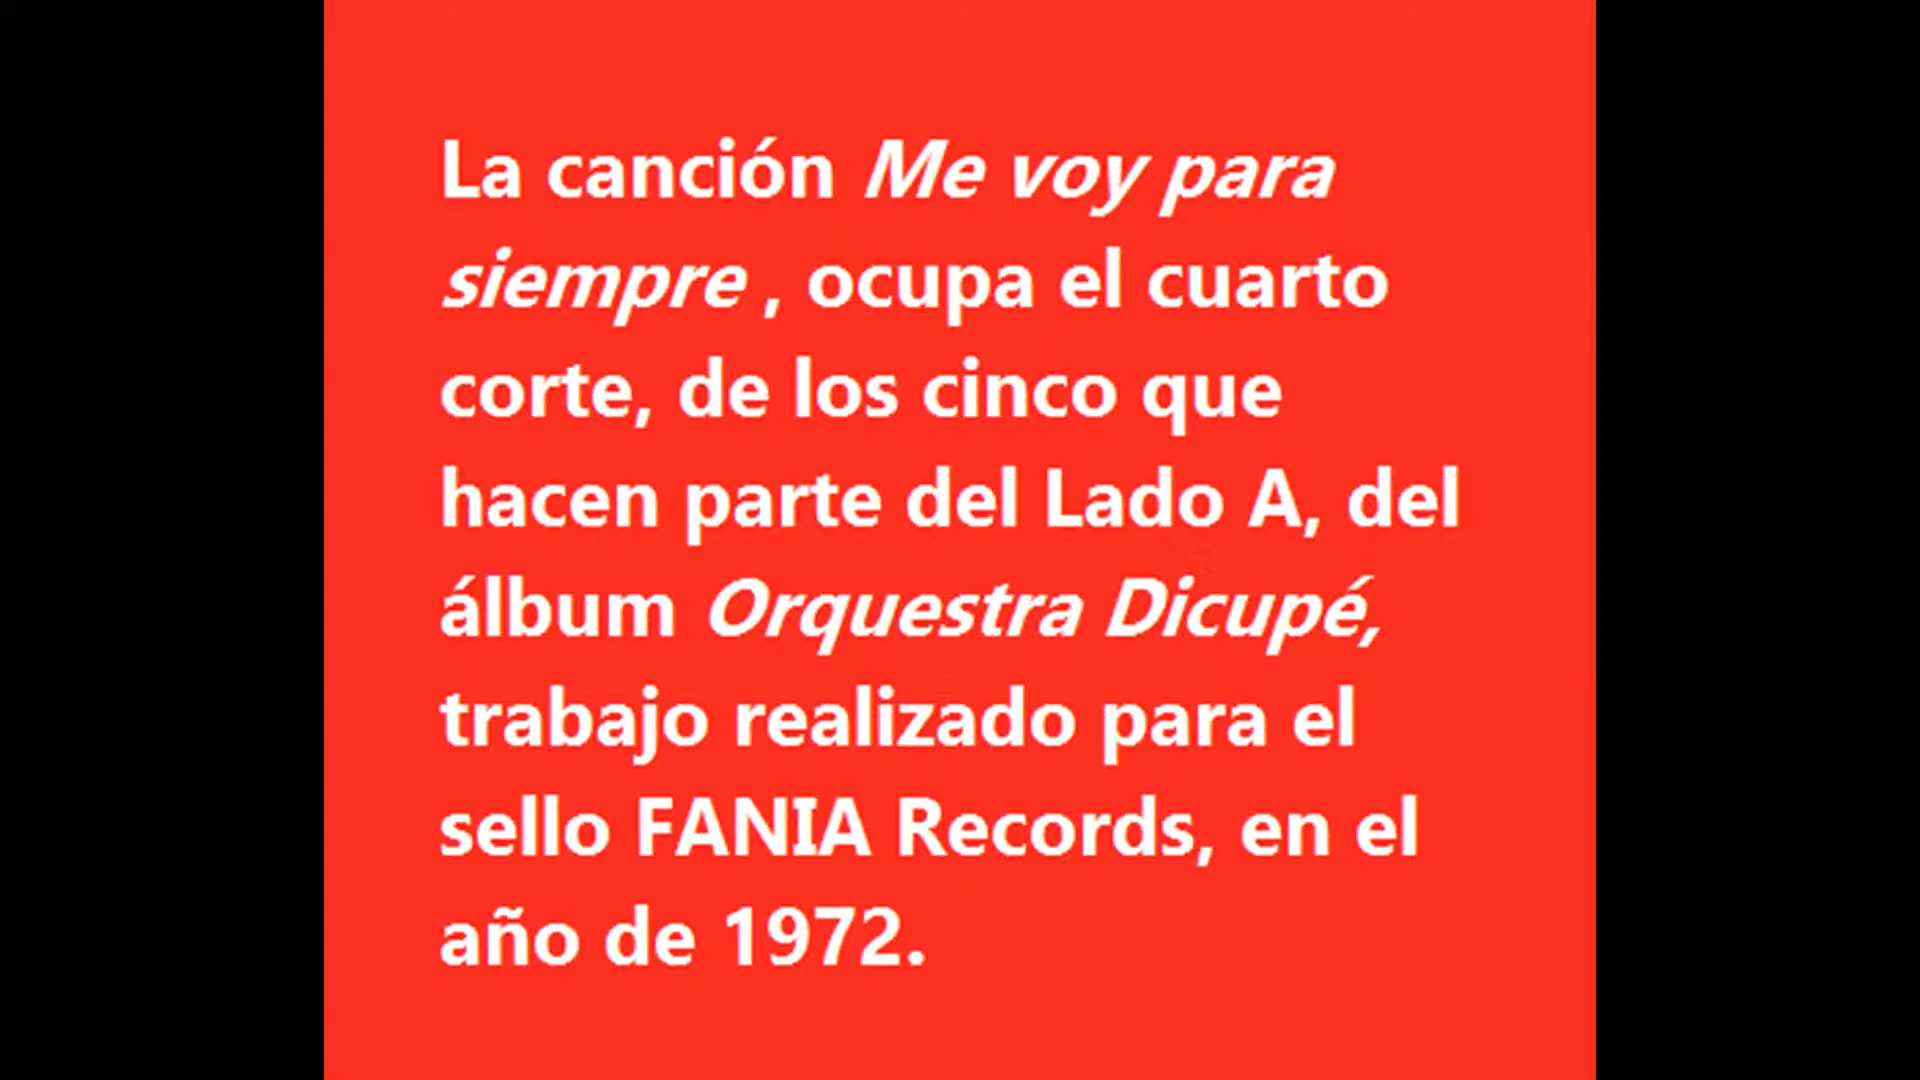 La canción Me voy para
siempre , ocupa el cuarto
corte, de los cinco que
hacen parte del Lado A, del
álbum Orquestra Dicupé,
trabajo realizado para el
sello FANIA Records, en el
año de 1972.